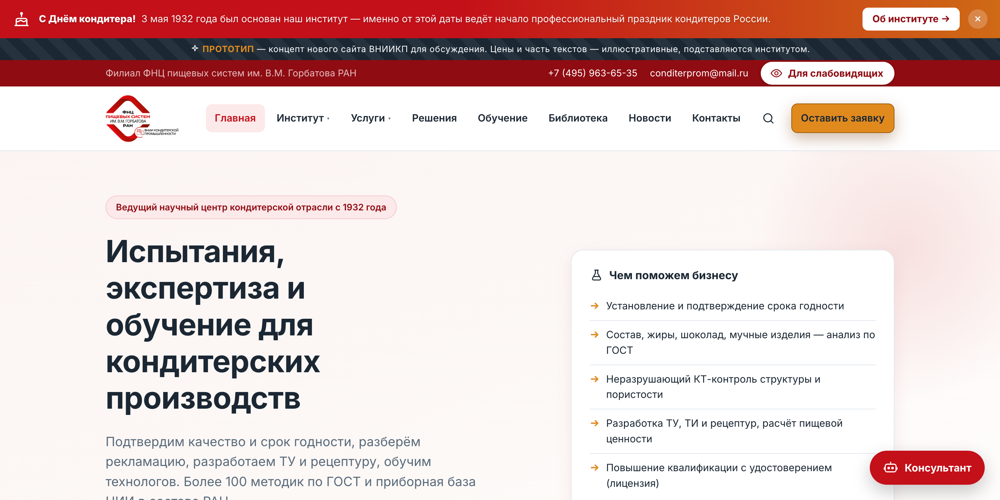 С Днём кондитера! 3 мая 1932 года был основан наш институт — именно от этой даты ведёт начало профессиональный праздник кондитеров России.
Об институте →
ПРОТОТИП — концепт нового сайта ВНИИКП для обсуждения. Цены и часть текстов — иллюстративные, подставляются институтом.
Филиал ФНЦ пищевых систем им. В.М. Горбатова РАН
+7 (495) 963-65-35
conditerprom@mail.ru
Для слабовидящих
ФНЦ
ПИЩЕВЫХ СИСТЕМ
ИМ. В.М. ГОРБАТОВА
РАН
ВНИИ КОНДИТЕРСКОЙ
ПРОМЫШЛЕННОСТИ
Главная
Институт
Услуги
Решения
Обучение
Библиотека
Новости
Контакты
Оставить заявку
Ведущий научный центр кондитерской отрасли с 1932 года
Испытания,
экспертиза и
обучение для
кондитерских
производств
Подтвердим качество и срок годности, разберём
рекламацию, разработаем ТУ и рецептуру, обучим
технологов. Более 100 методик по ГОСТ и приборная база
НИИ в составе РАН.
Чем поможем бизнесу
→ Установление и подтверждение срока годности
→ Состав, жиры, шоколад, мучные изделия — анализ по
ГОСТ
→ Неразрушающий КТ-контроль структуры и
пористости
→ Разработка ТУ, ТИ и рецептур, расчёт пищевой
ценности
→ Повышение квалификации с удостоверением
(лицензия)
Консультант